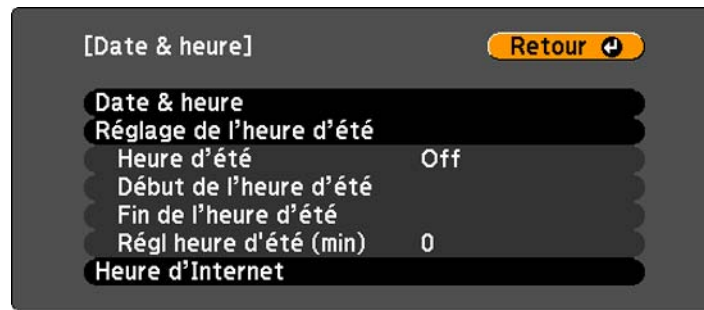 [Date & heure] Retour
Date & heure
Réglage de l’heure d’été
Heure d’été Off
Début de l’heure d’été
Fin de l’heure d’été
Régl heure d'été (min) 0
Heure d’Internet